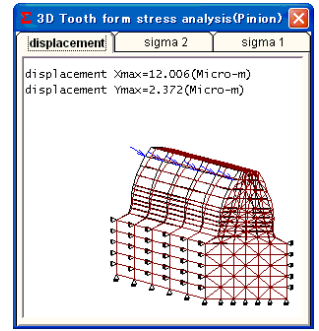 3D Tooth form stress analysis(Pinion)
displacement
sigma 2
sigma 1
displacement Xmax=12.006(Micro-m)
displacement Ymax=2.372(Micro-m)